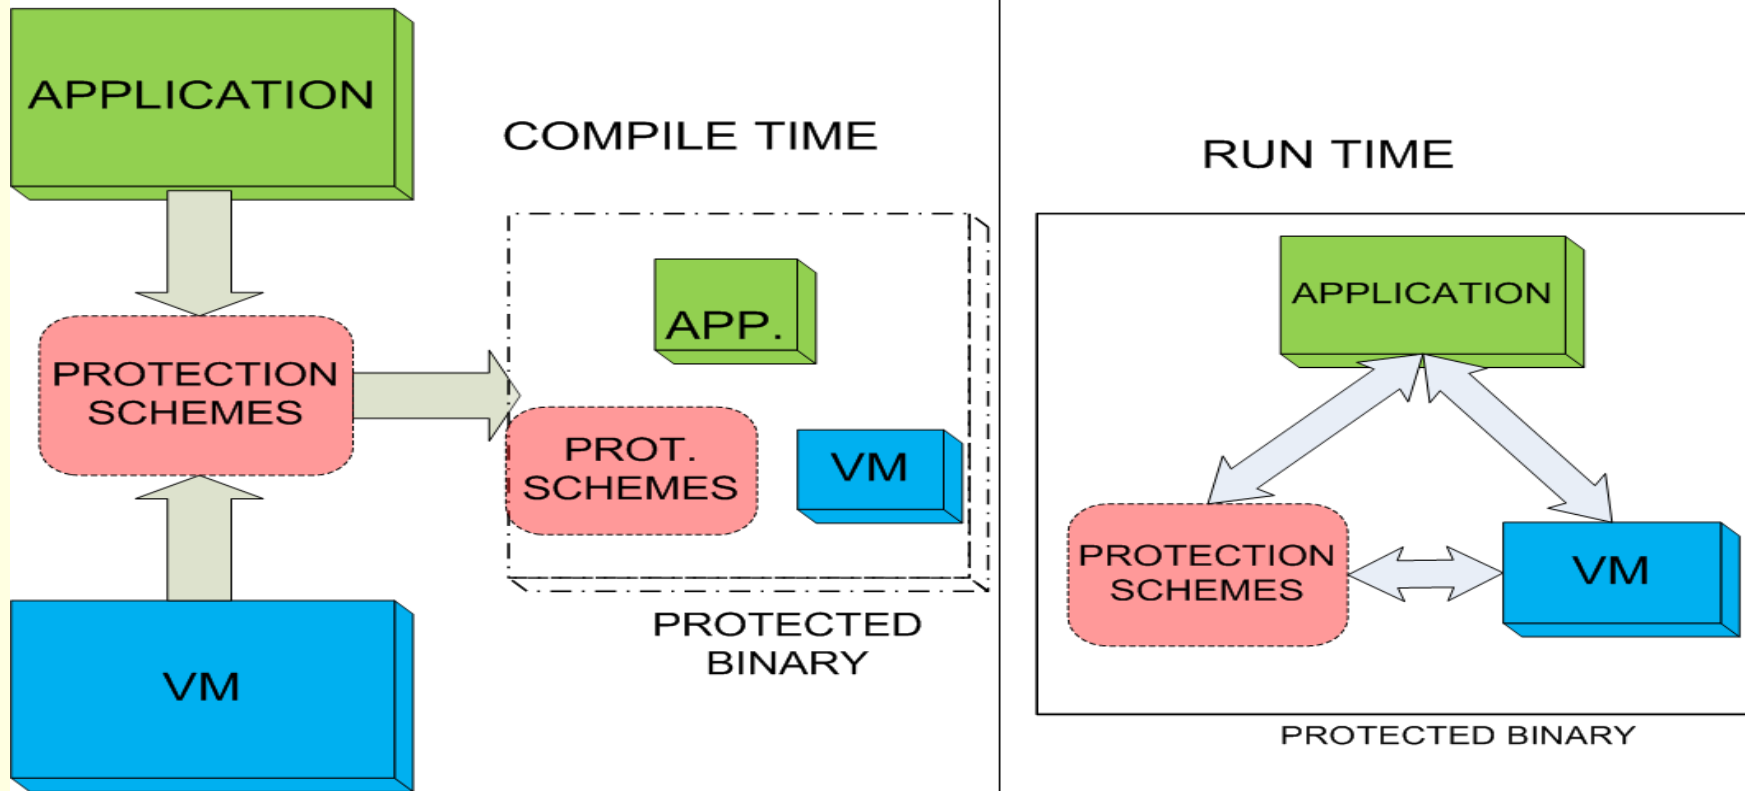 APPLICATION
COMPILE TIME
PROTECTION
SCHEMES
APP.
PROT.
SCHEMES
VM
PROTECTED
BINARY
VM
RUN TIME
APPLICATION
PROTECTION
SCHEMES
VM
PROTECTED BINARY